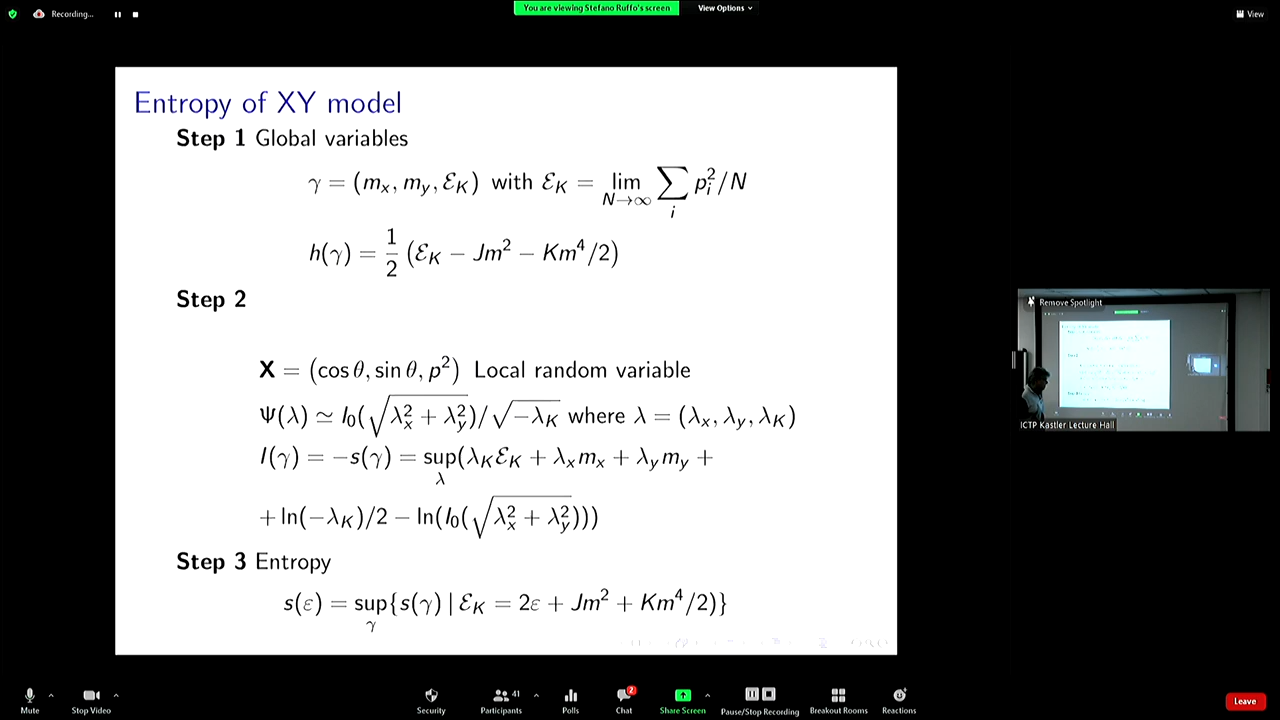 Recording...
You are viewing Stefano Ruffo's screen
View Options
View
Entropy of XY model
Step 1 Global variables
γ = (m_x, m_y, ℰ_K) with ℰ_K = lim_{N→∞} ∑_i p_i^2/N
h(γ) = 1/2 (ℰ_K − Jm^2 − Km^4/2)
Step 2
X = (cos θ, sin θ, p^2) Local random variable
Ψ(λ) ≃ I_0(√(λ_x^2 + λ_y^2))/√(−λ_K) where λ = (λ_x, λ_y, λ_K)
I(γ) = −s(γ) = sup_λ(λ_K ℰ_K + λ_x m_x + λ_y m_y +
+ ln(−λ_K)/2 − ln(I_0(√(λ_x^2 + λ_y^2))))
Step 3 Entropy
s(ε) = sup_γ{s(γ) | ℰ_K = 2ε + Jm^2 + Km^4/2)}
Remove Spotlight
ICTP Kastler Lecture Hall
Mute
Stop Video
Security
Participants
41
Polls
Chat
2
Share Screen
Pause/Stop Recording
Breakout Rooms
Reactions
Leave